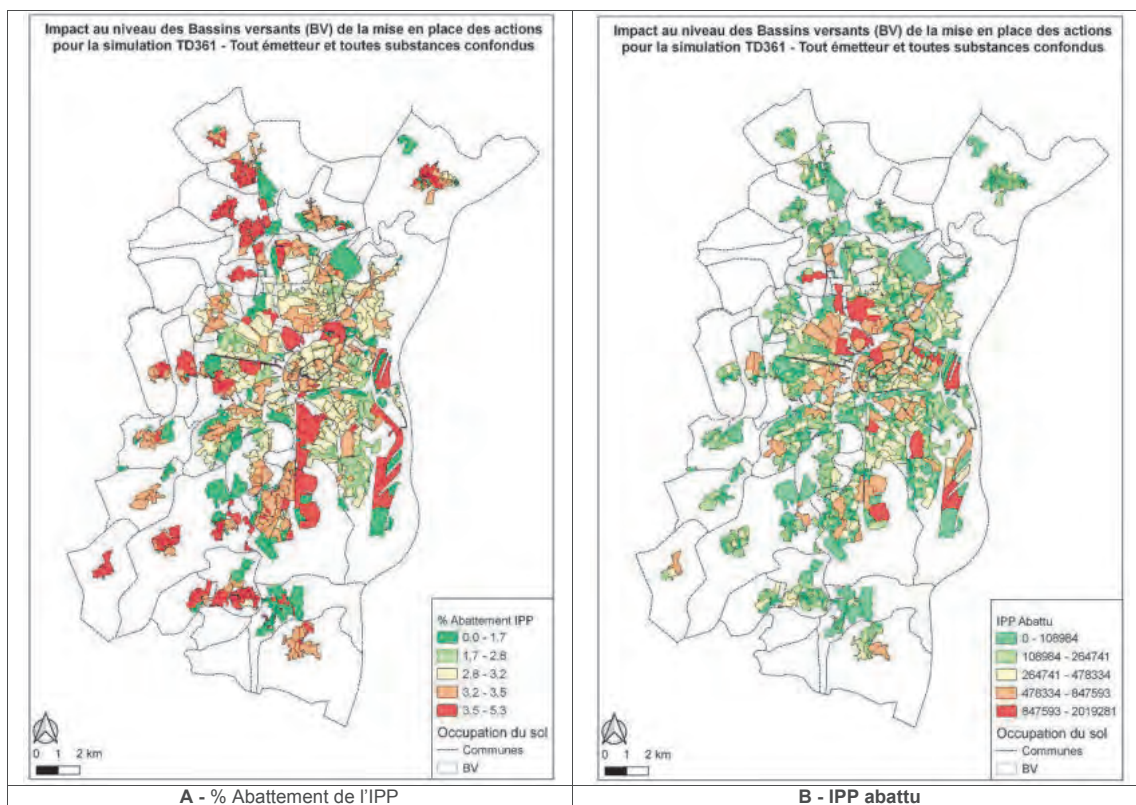 Impact au niveau des Bassins versants (BV) de la mise en place des actions
pour la simulation TD361 - Tout émetteur et toutes substances confondus
% Abattement IPP
0.0 - 1.7
1.7 - 2.8
2.8 - 3.2
3.2 - 3.5
3.5 - 5.3
Occupation du sol
Communes
BV
0 1 2 km
A - % Abattement de l'IPP
Impact au niveau des Bassins versants (BV) de la mise en place des actions
pour la simulation TD361 - Tout émetteur et toutes substances confondus
IPP Abattu
0 - 108984
108984 - 264741
264741 - 478334
478334 - 847593
847593 - 2019281
Occupation du sol
Communes
BV
0 1 2 km
B - IPP abattu